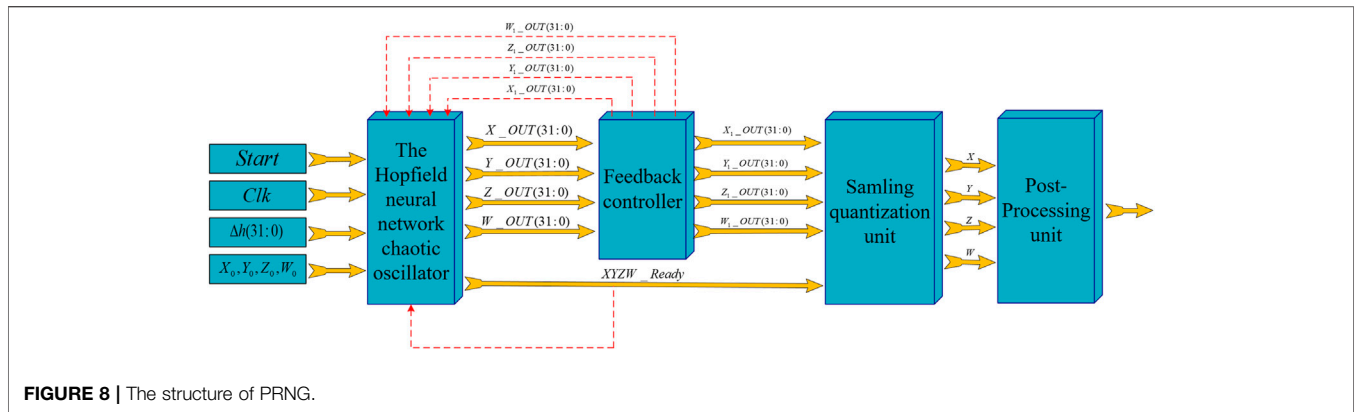 W₁_OUT(31:0)
Z₁_OUT(31:0)
Y₁_OUT(31:0)
X₁_OUT(31:0)
Start
Clk
Δh(31:0)
X₀,Y₀,Z₀,W₀
The
Hopfield
neural
network
chaotic
oscillator
X_OUT(31:0)
Y_OUT(31:0)
Z_OUT(31:0)
W_OUT(31:0)
XYZW_Ready
Feedback
controller
X₁_OUT(31:0)
Y₁_OUT(31:0)
Z₁_OUT(31:0)
W₁_OUT(31:0)
Samling
quantization
unit
X
Y
Z
W
Post-
Processing
unit
FIGURE 8 | The structure of PRNG.